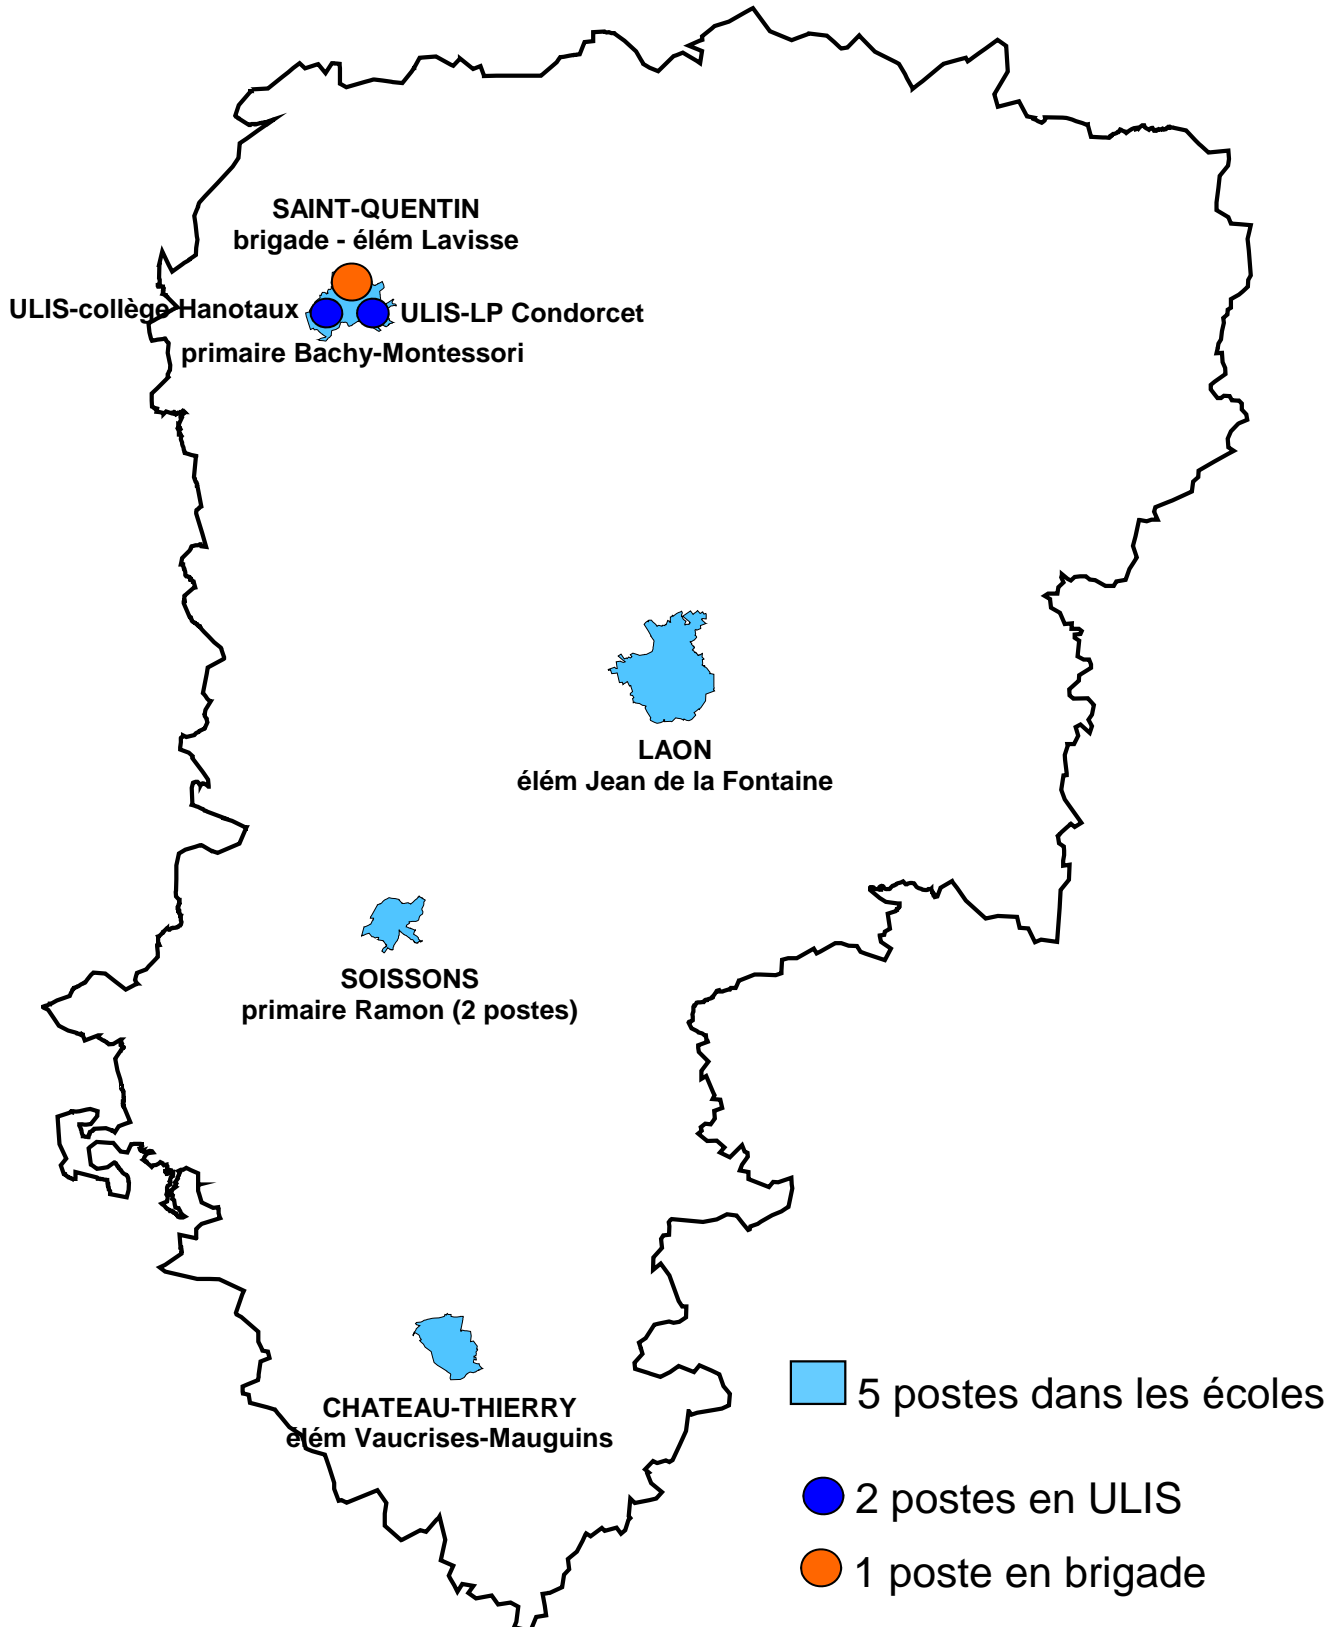 SAINT-QUENTIN
brigade - élém Lavisse
ULIS-collège Hanotaux
ULIS-LP Condorcet
primaire Bachy-Montessori
LAON
élém Jean de la Fontaine
SOISSONS
primaire Ramon (2 postes)
CHATEAU-THIERRY
élém Vaucrises-Mauguins
5 postes dans les écoles
2 postes en ULIS
1 poste en brigade